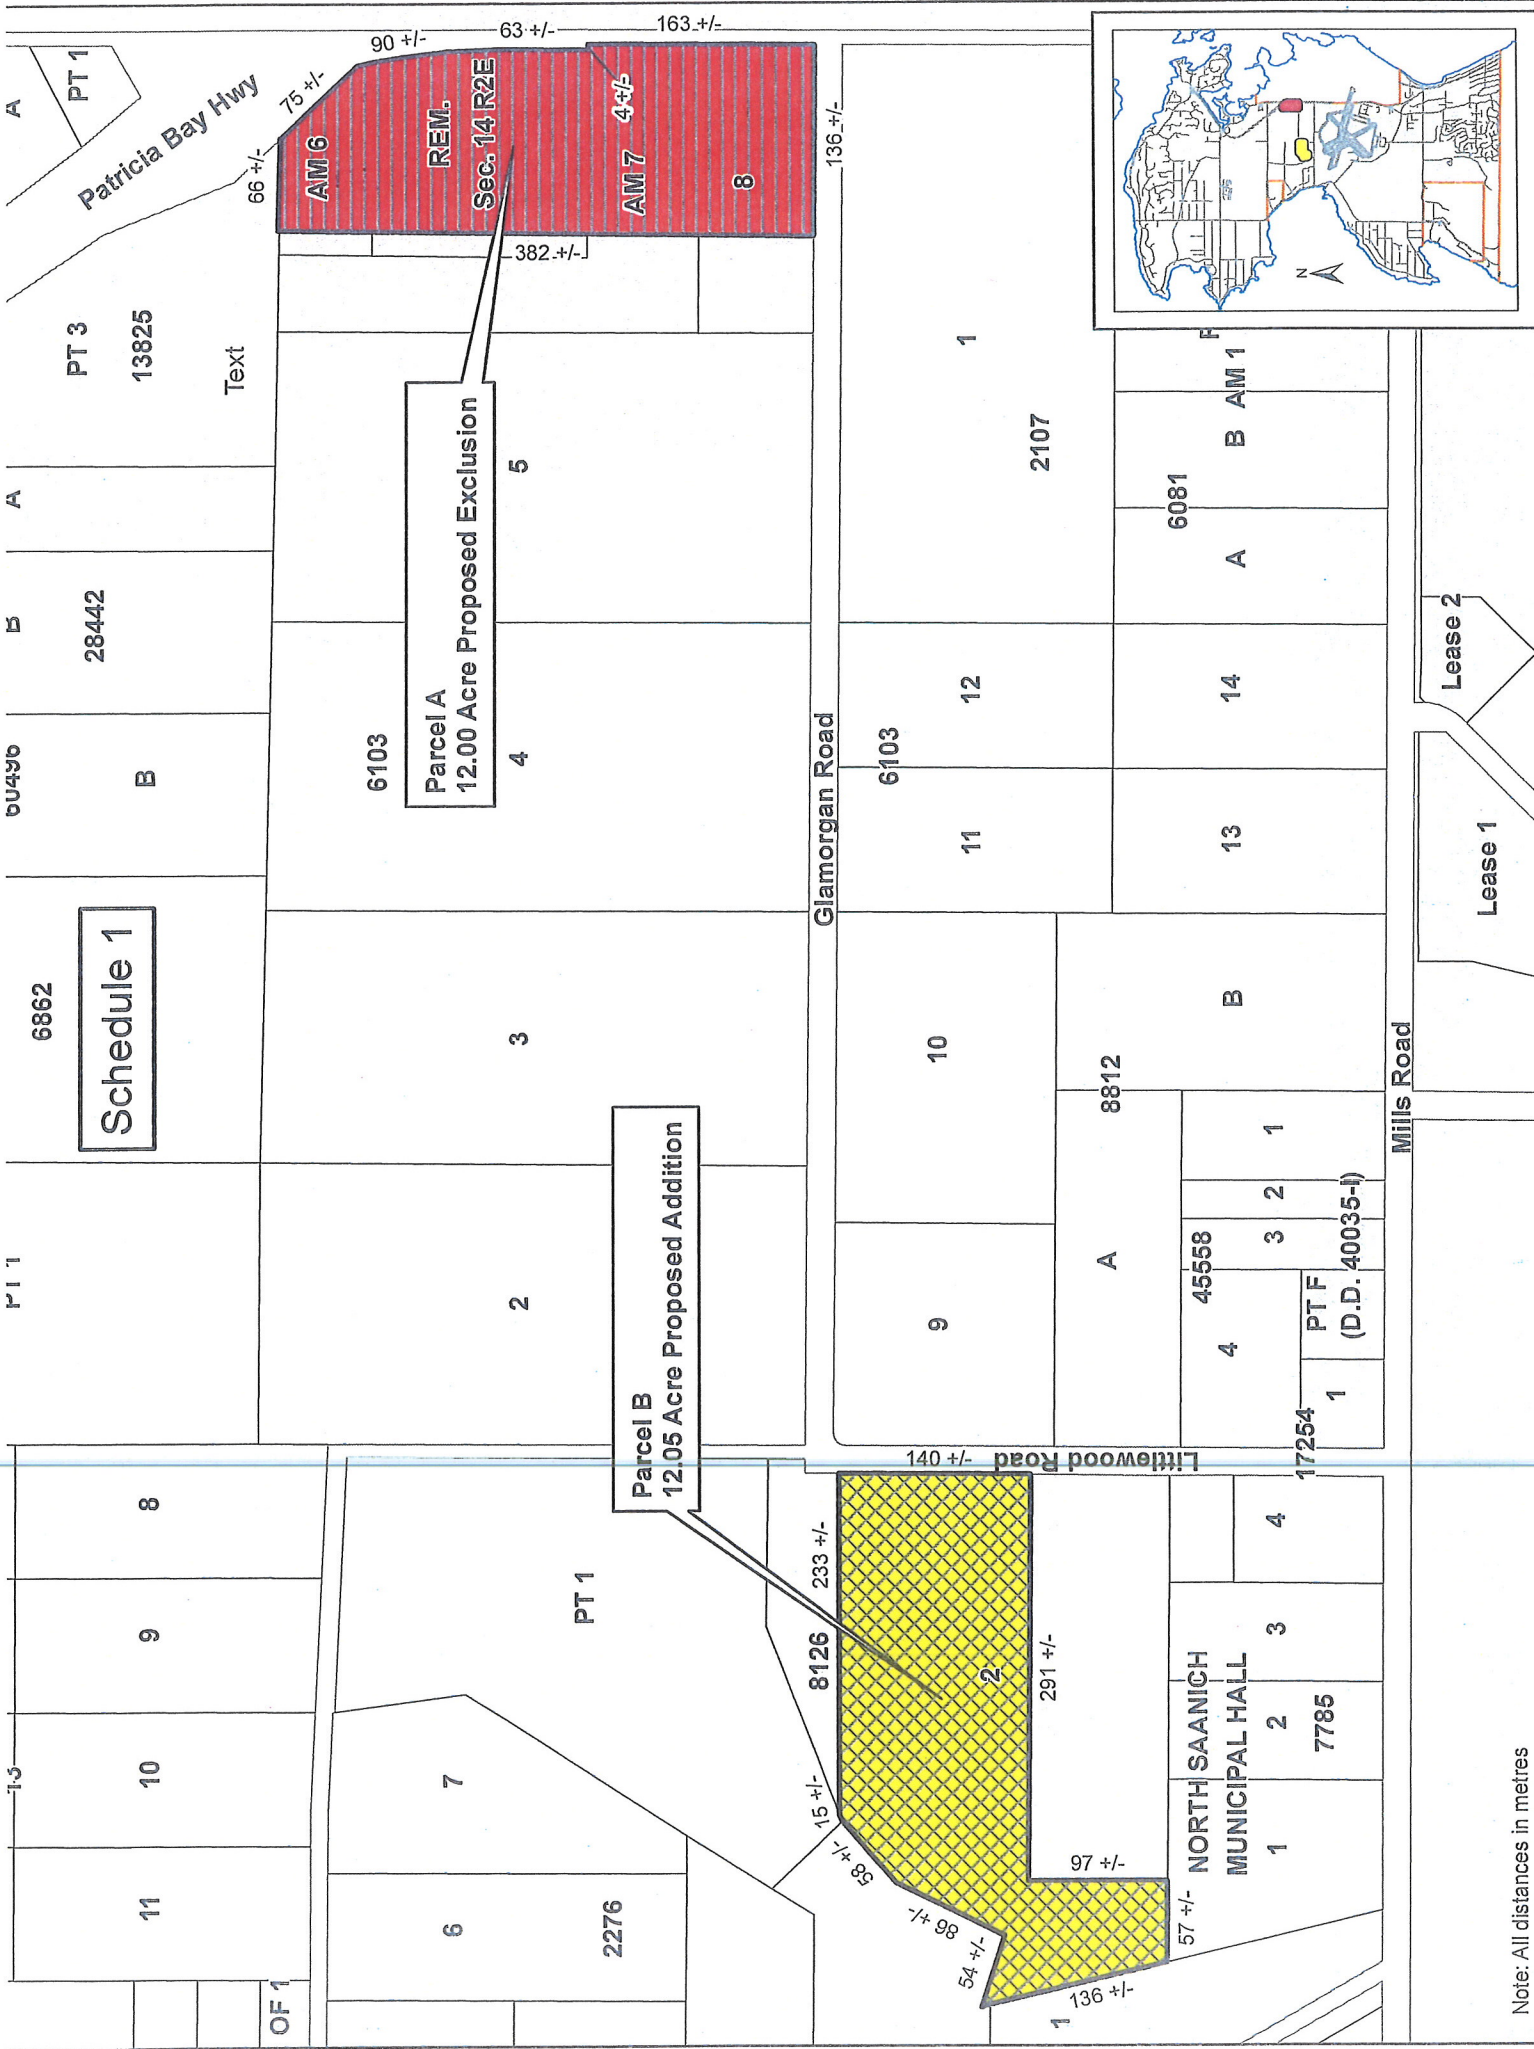 Schedule 1
6862
PT 1
60496
B
28442
B
A
PT 3
13825
Text
Patricia Bay Hwy
A
PT 1
8
9
10
11
13
OF 1
2
3
4
5
6103
Parcel A
12.00 Acre Proposed Exclusion
AM 6
REM.
Sec. 14 R2E
AM 7
8
66 +/-
75 +/-
90 +/-
63 +/-
163 +/-
4 +/-
382 +/-
136 +/-
6
7
2276
PT 1
Parcel B
12.05 Acre Proposed Addition
8126
233 +/-
15 +/-
58 +/-
86 +/-
54 +/-
136 +/-
57 +/-
97 +/-
291 +/-
140 +/-
2
1
Littlewood Road
Glamorgan Road
9
10
11
12
1
6103
2107
A
8812
B
13
14
A
B
AM 1
6081
45558
4
3
2
1
PT F
(D.D. 40035-I)
1
17254
NORTH SAANICH
MUNICIPAL HALL
1
2
3
4
7785
Mills Road
Lease 1
Lease 2
N
Note: All distances in metres